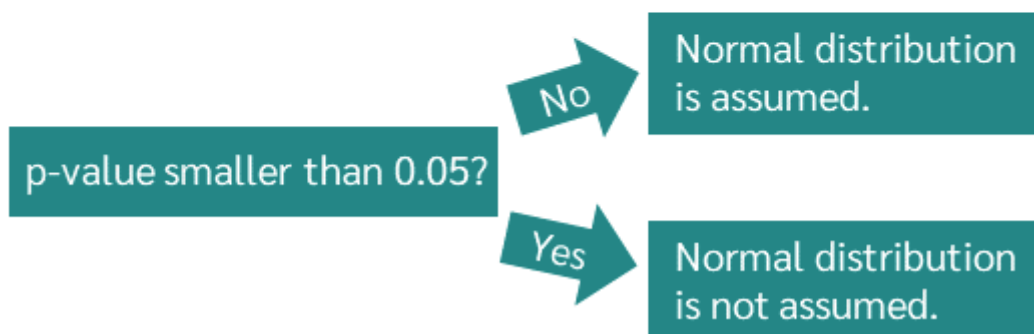 p-value smaller than 0.05?
No
Normal distribution
is assumed.
Yes
Normal distribution
is not assumed.